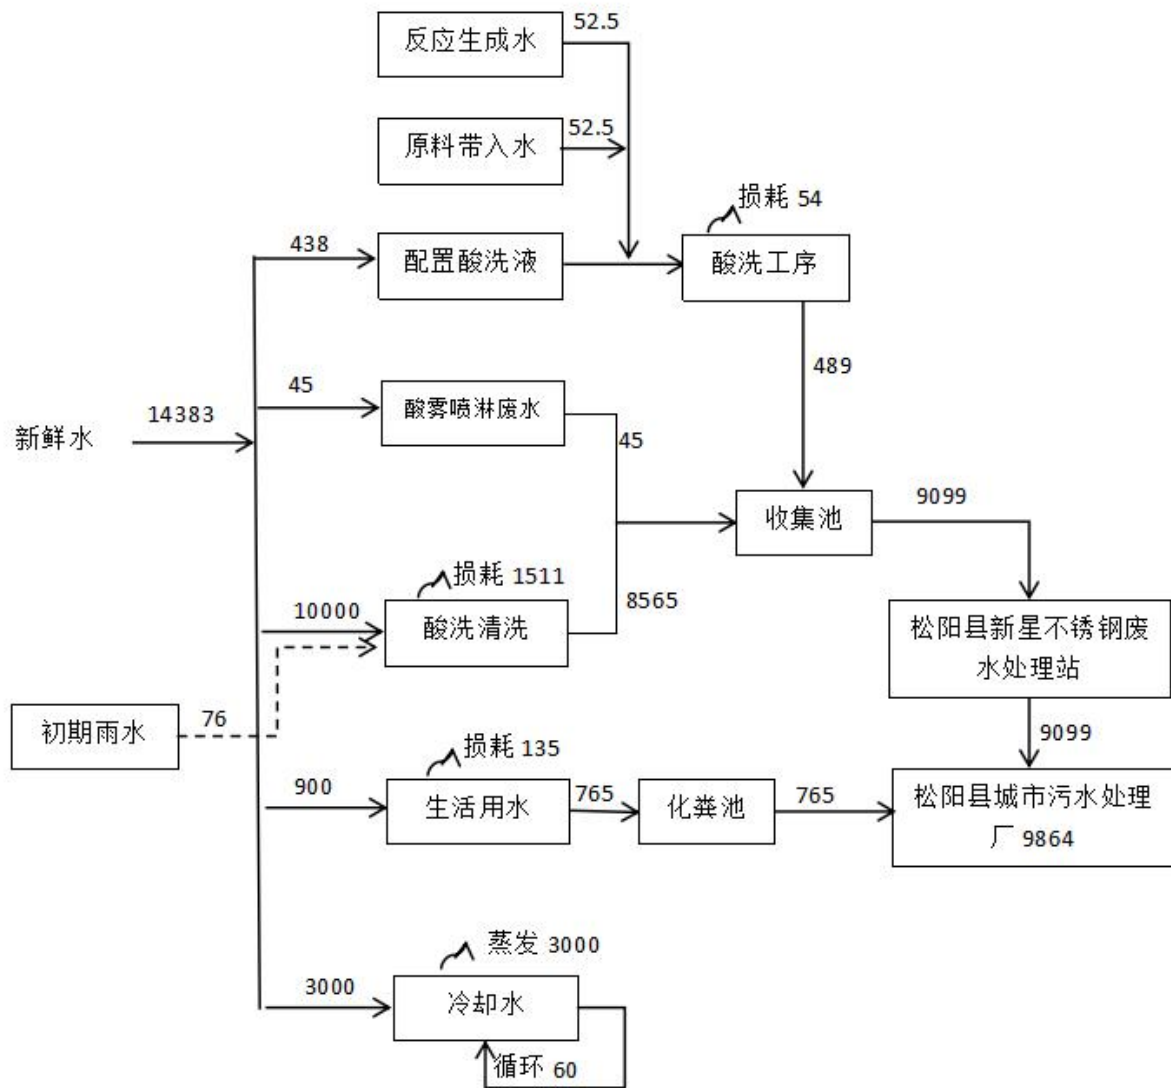 52.5
反应生成水
52.5
原料带入水
损耗 54
438
配置酸洗液
酸洗工序
489
45
酸雾喷淋废水
45
14383
新鲜水
9099
收集池
损耗 1511
8565
10000
酸洗清洗
松阳县新星不锈钢废
水处理站
76
初期雨水
9099
损耗 135
900
生活用水
765
化粪池
765
松阳县城市污水处理
厂 9864
蒸发 3000
3000
冷却水
循环 60